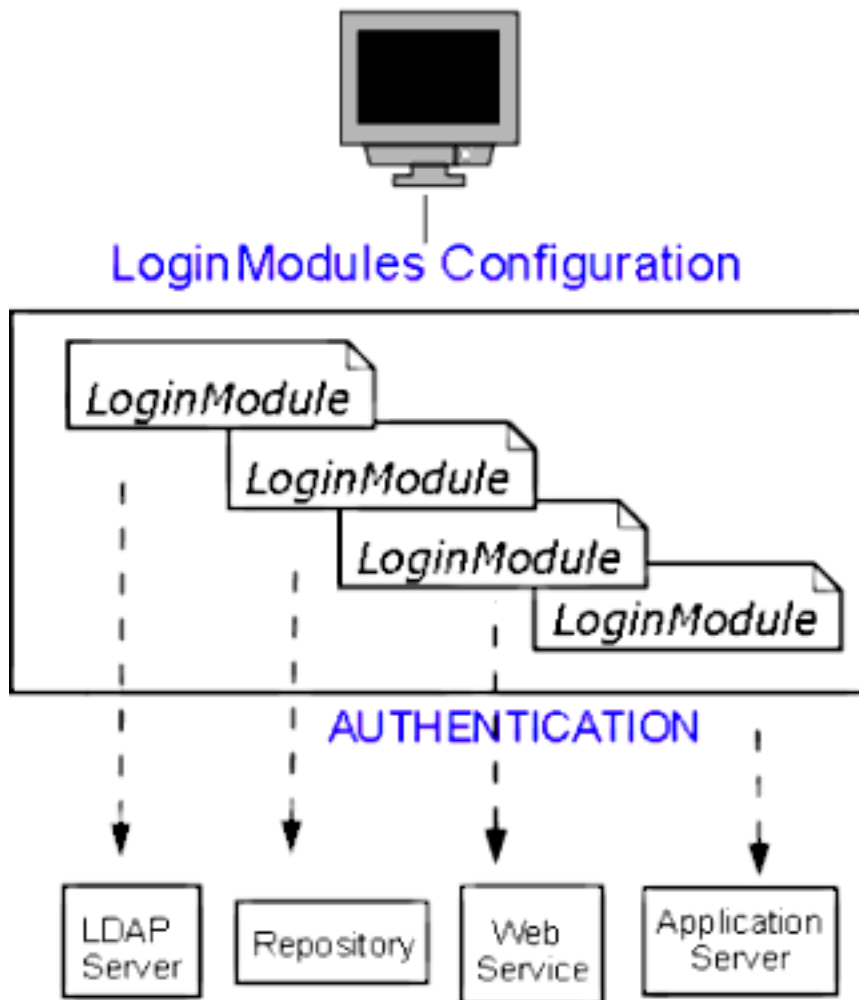 LoginModules Configuration
LoginModule
LoginModule
LoginModule
LoginModule
AUTHENTICATION
LDAP
Server
Repository
Web
Service
Application
Server